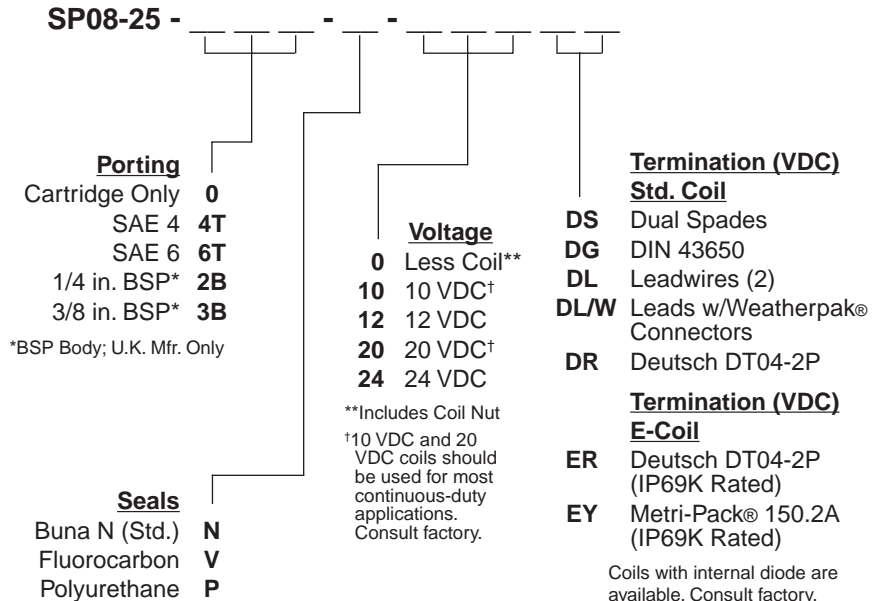 SP08-25 - __ __ __ - __ - __ __ __ __ __
Porting
Cartridge Only 0
SAE 4 4T
SAE 6 6T
1/4 in. BSP* 2B
3/8 in. BSP* 3B
*BSP Body; U.K. Mfr. Only
Seals
Buna N (Std.) N
Fluorocarbon V
Polyurethane P
Voltage
0 Less Coil**
10 10 VDC†
12 12 VDC
20 20 VDC†
24 24 VDC
**Includes Coil Nut
†10 VDC and 20
VDC coils should
be used for most
continuous-duty
applications.
Consult factory.
Termination (VDC)
Std. Coil
DS Dual Spades
DG DIN 43650
DL Leadwires (2)
DL/W Leads w/Weatherpak®
Connectors
DR Deutsch DT04-2P
Termination (VDC)
E-Coil
ER Deutsch DT04-2P
(IP69K Rated)
EY Metri-Pack® 150.2A
(IP69K Rated)
Coils with internal diode are
available. Consult factory.